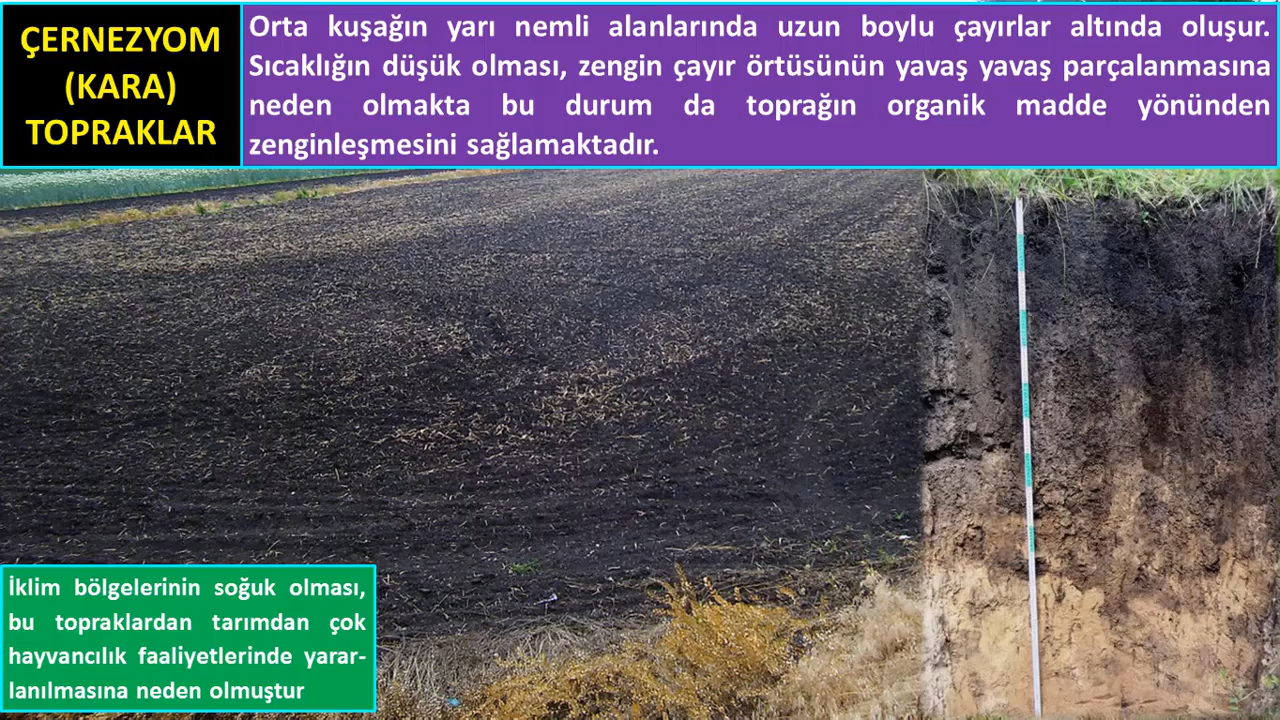 ÇERNEZYOM
(KARA)
TOPRAKLAR
Orta kuşağın yarı nemli alanlarında uzun boylu çayırlar altında oluşur.
Sıcaklığın düşük olması, zengin çayır örtüsünün yavaş yavaş parçalanmasına
neden olmakta bu durum da toprağın organik madde yönünden
zenginleşmesini sağlamaktadır.
İklim bölgelerinin soğuk olması,
bu topraklardan tarımdan çok
hayvancılık faaliyetlerinde yarar-
lanılmasına neden olmuştur